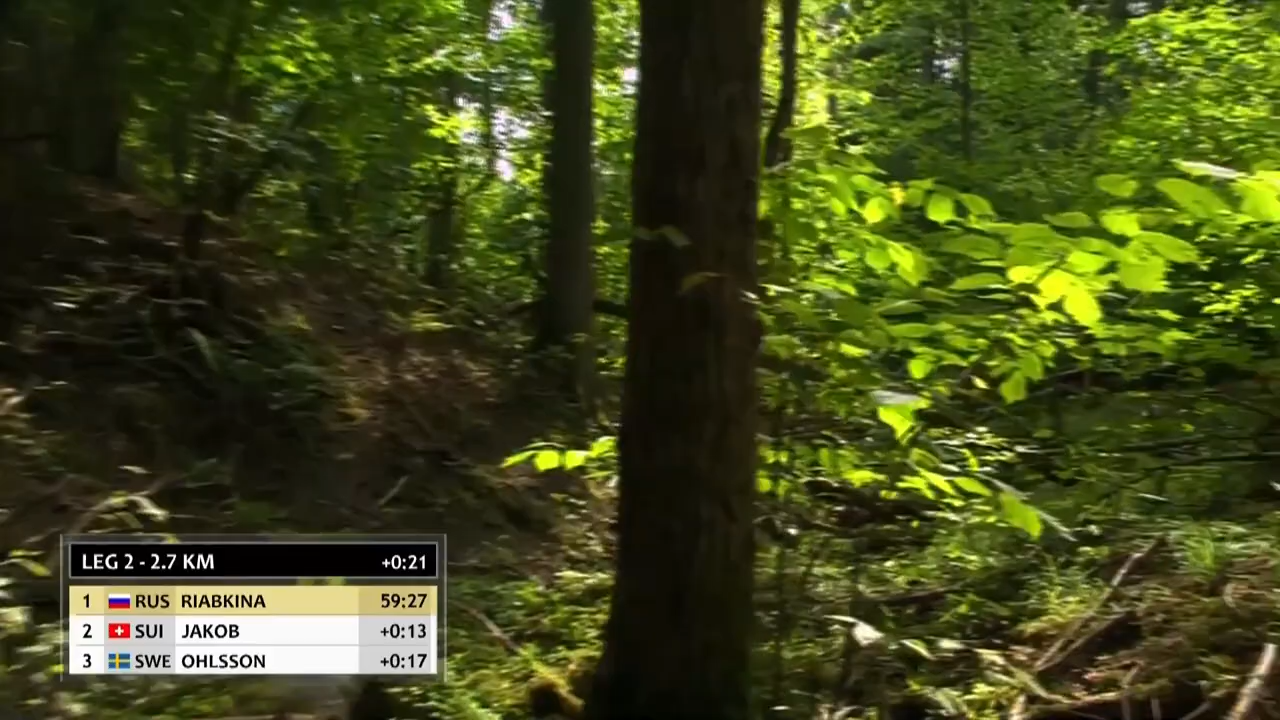 LEG 2 - 2.7 KM +0:21
1 RUS RIABKINA 59:27
2 SUI JAKOB +0:13
3 SWE OHLSSON +0:17